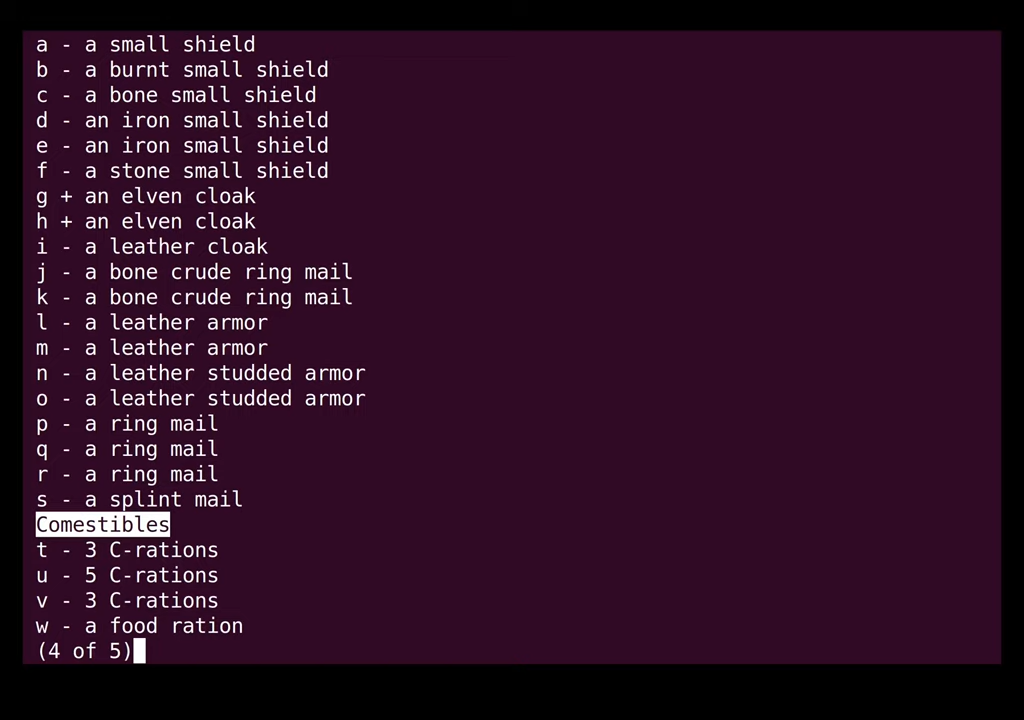 a - a small shield
b - a burnt small shield
c - a bone small shield
d - an iron small shield
e - an iron small shield
f - a stone small shield
g + an elven cloak
h + an elven cloak
i - a leather cloak
j - a bone crude ring mail
k - a bone crude ring mail
l - a leather armor
m - a leather armor
n - a leather studded armor
o - a leather studded armor
p - a ring mail
q - a ring mail
r - a ring mail
s - a splint mail
Comestibles
t - 3 C-rations
u - 5 C-rations
v - 3 C-rations
w - a food ration
(4 of 5)